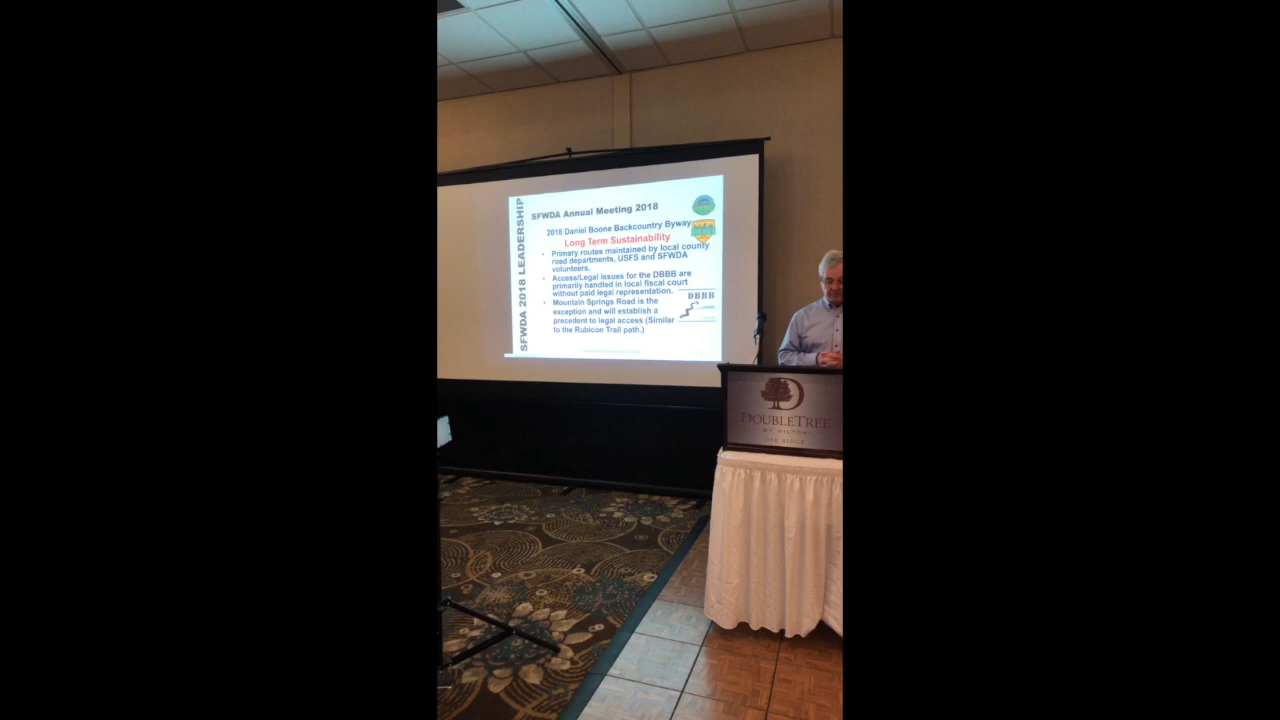 SFWDA 2018 LEADERSHIP
SFWDA Annual Meeting 2018
2018 Daniel Boone Backcountry Byway
Long Term Sustainability
• Primary routes maintained by local county
road departments, USFS and SFWDA
volunteers.
• Access/Legal issues for the DBBB are
primarily handled in local fiscal court
without paid legal representation.
• Mountain Springs Road is the
exception and will establish a
precedent to legal access (Similar
to the Rubicon Trail path.)
DBBB
D
DOUBLETREE
BY HILTON
OAK RIDGE